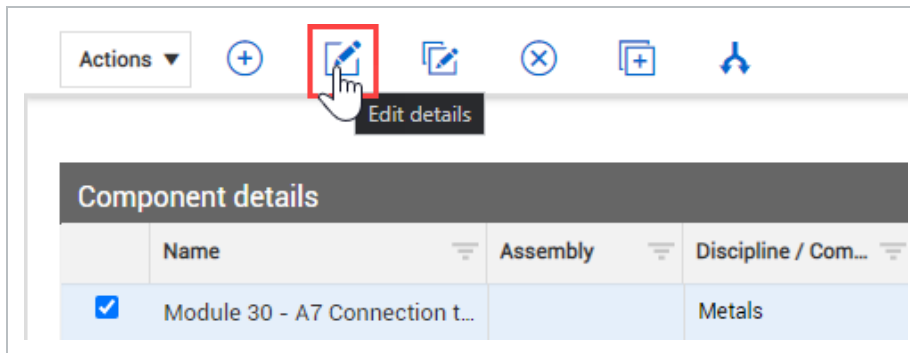 Actions
Edit details
Component details
Name Assembly Discipline / Com...
Module 30 - A7 Connection t... Metals